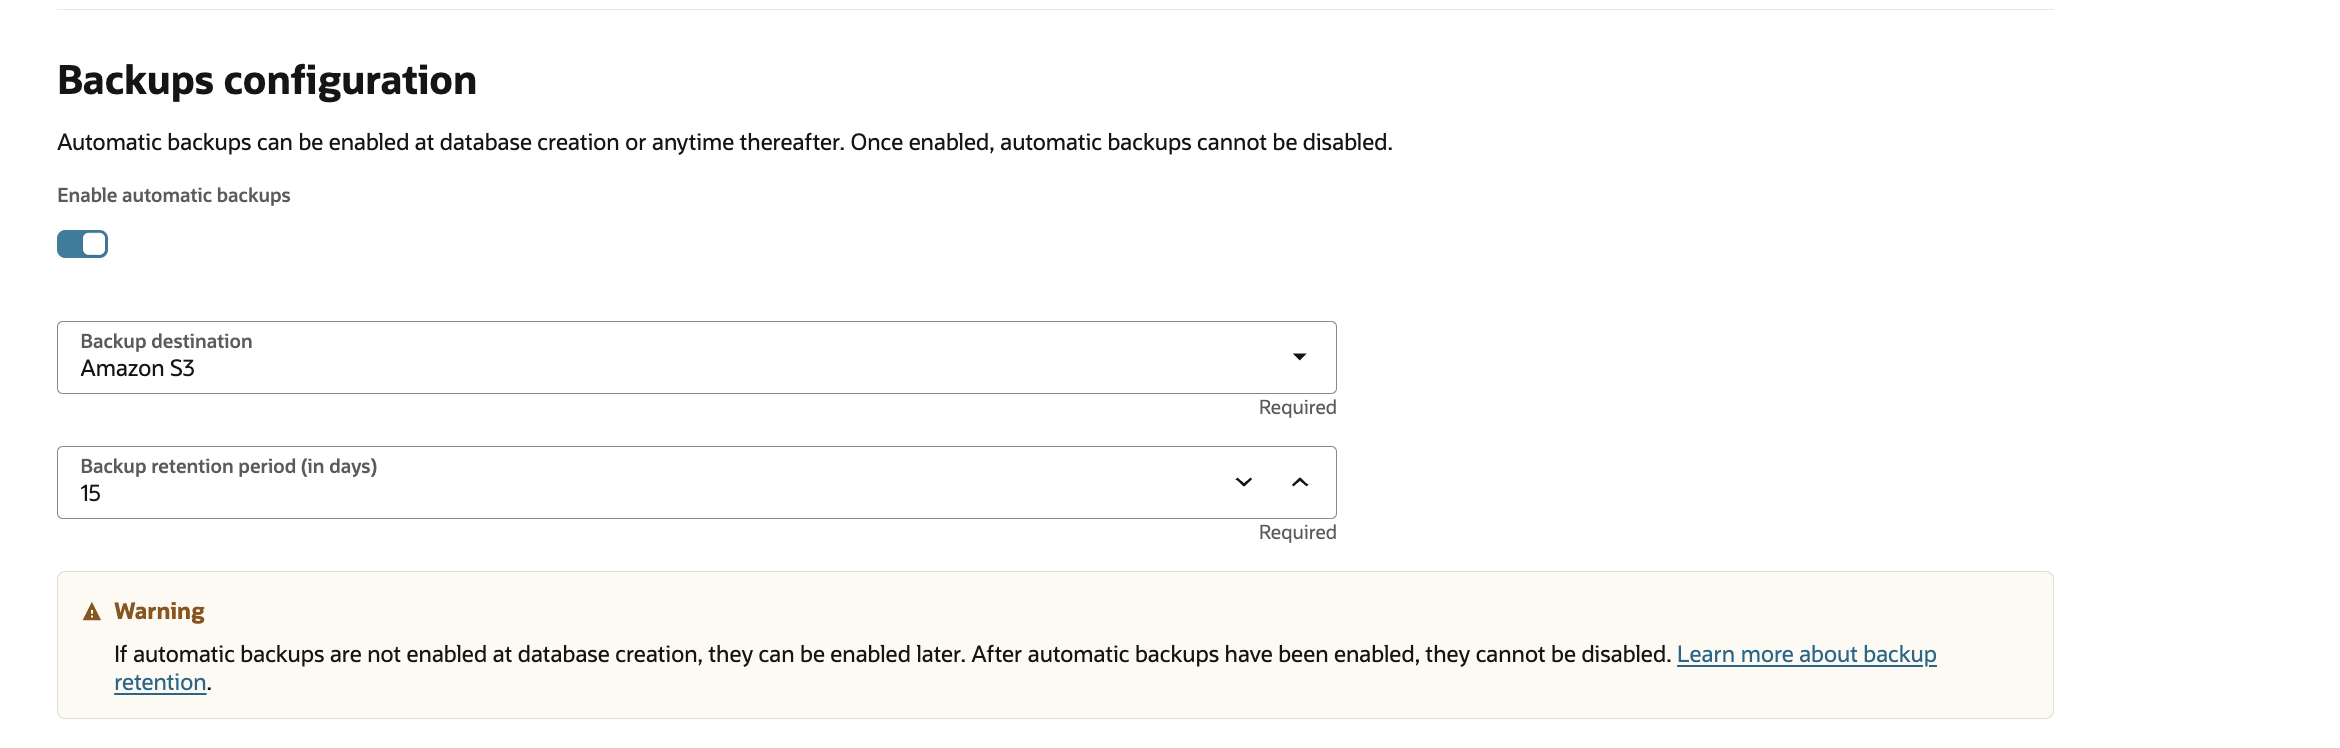 Backups configuration
Automatic backups can be enabled at database creation or anytime thereafter. Once enabled, automatic backups cannot be disabled.
Enable automatic backups
Backup destination
Amazon S3
Required
Backup retention period (in days)
15
Required
Warning
If automatic backups are not enabled at database creation, they can be enabled later. After automatic backups have been enabled, they cannot be disabled. Learn more about backup
retention.